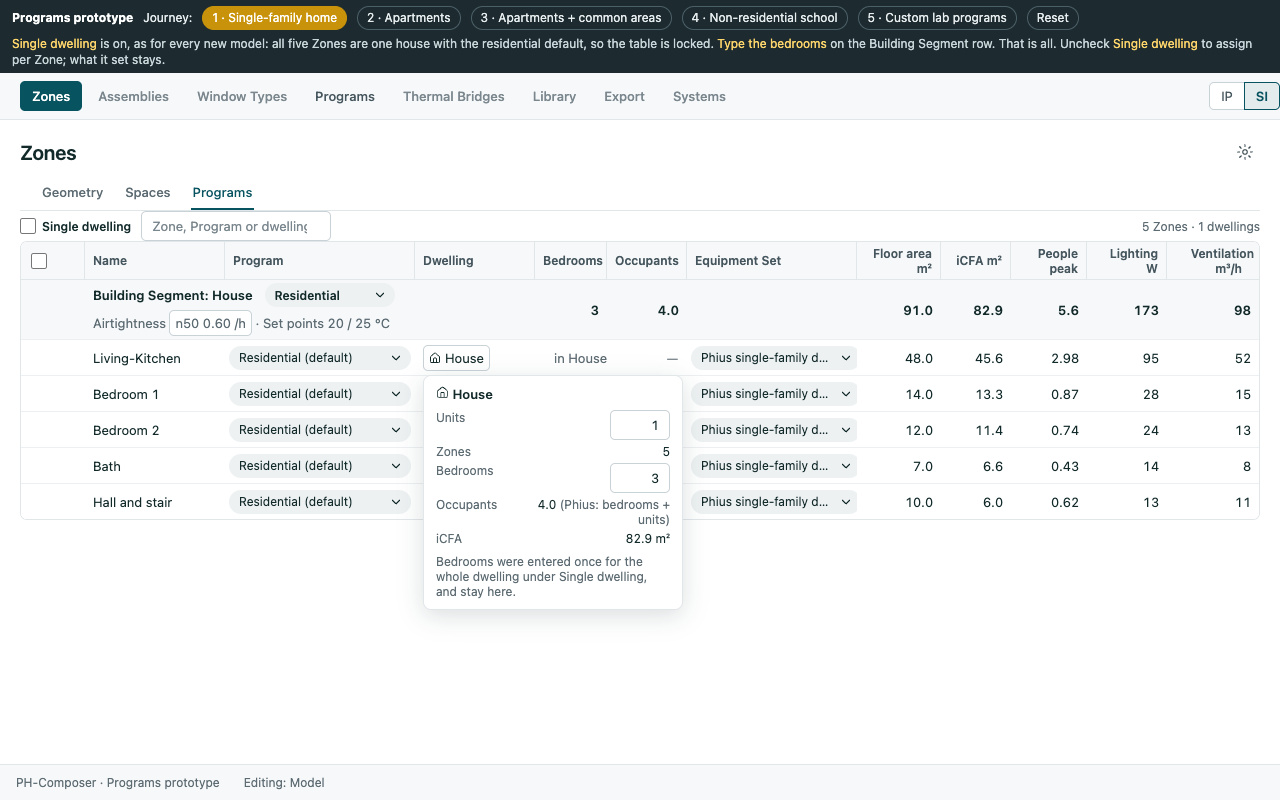 Programs prototype Journey: 1 · Single-family home 2 · Apartments 3 · Apartments + common areas 4 · Non-residential school 5 · Custom lab programs Reset
Single dwelling is on, as for every new model: all five Zones are one house with the residential default, so the table is locked. Type the bedrooms on the Building Segment row. That is all. Uncheck Single dwelling to assign
per Zone; what it set stays.
Zones Assemblies Window Types Programs Thermal Bridges Library Export Systems IP SI
Zones
Geometry Spaces Programs
Single dwelling Zone, Program or dwelling 5 Zones · 1 dwellings
Name Program Dwelling Bedrooms Occupants Equipment Set Floor area m² iCFA m² People peak Lighting W Ventilation m³/h
Building Segment: House Residential 3 4.0 91.0 82.9 5.6 173 98
Airtightness n50 0.60 /h · Set points 20 / 25 °C
Living-Kitchen Residential (default) House in House — Phius single-family d... 48.0 45.6 2.98 95 52
Bedroom 1 Residential (default) Phius single-family d... 14.0 13.3 0.87 28 15
Bedroom 2 Residential (default) Phius single-family d... 12.0 11.4 0.74 24 13
Bath Residential (default) Phius single-family d... 7.0 6.6 0.43 14 8
Hall and stair Residential (default) Phius single-family d... 10.0 6.0 0.62 13 11
House
Units 1
Zones 5
Bedrooms 3
Occupants 4.0 (Phius: bedrooms +
units)
iCFA 82.9 m²
Bedrooms were entered once for the
whole dwelling under Single dwelling,
and stay here.
PH-Composer · Programs prototype Editing: Model